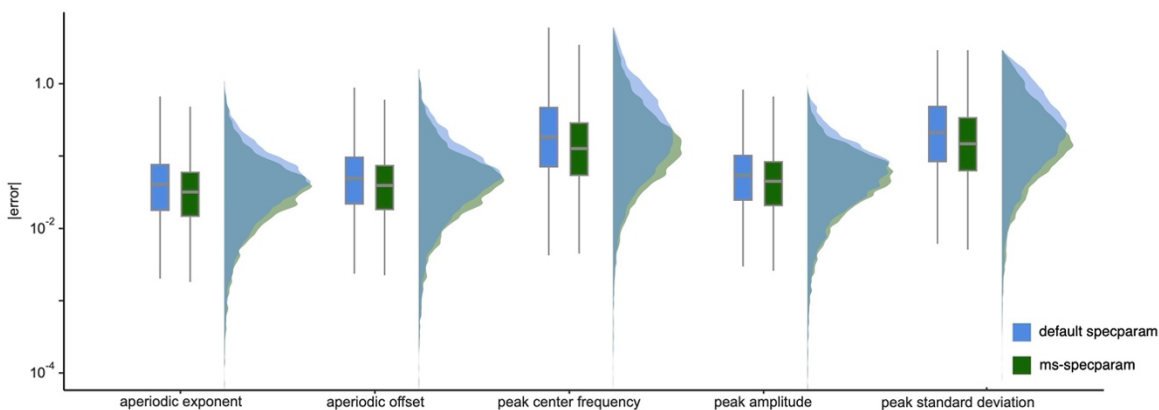 |error|
1.0
10-2
10-4
aperiodic exponent
aperiodic offset
peak center frequency
peak amplitude
peak standard deviation
default specparam
ms-specparam